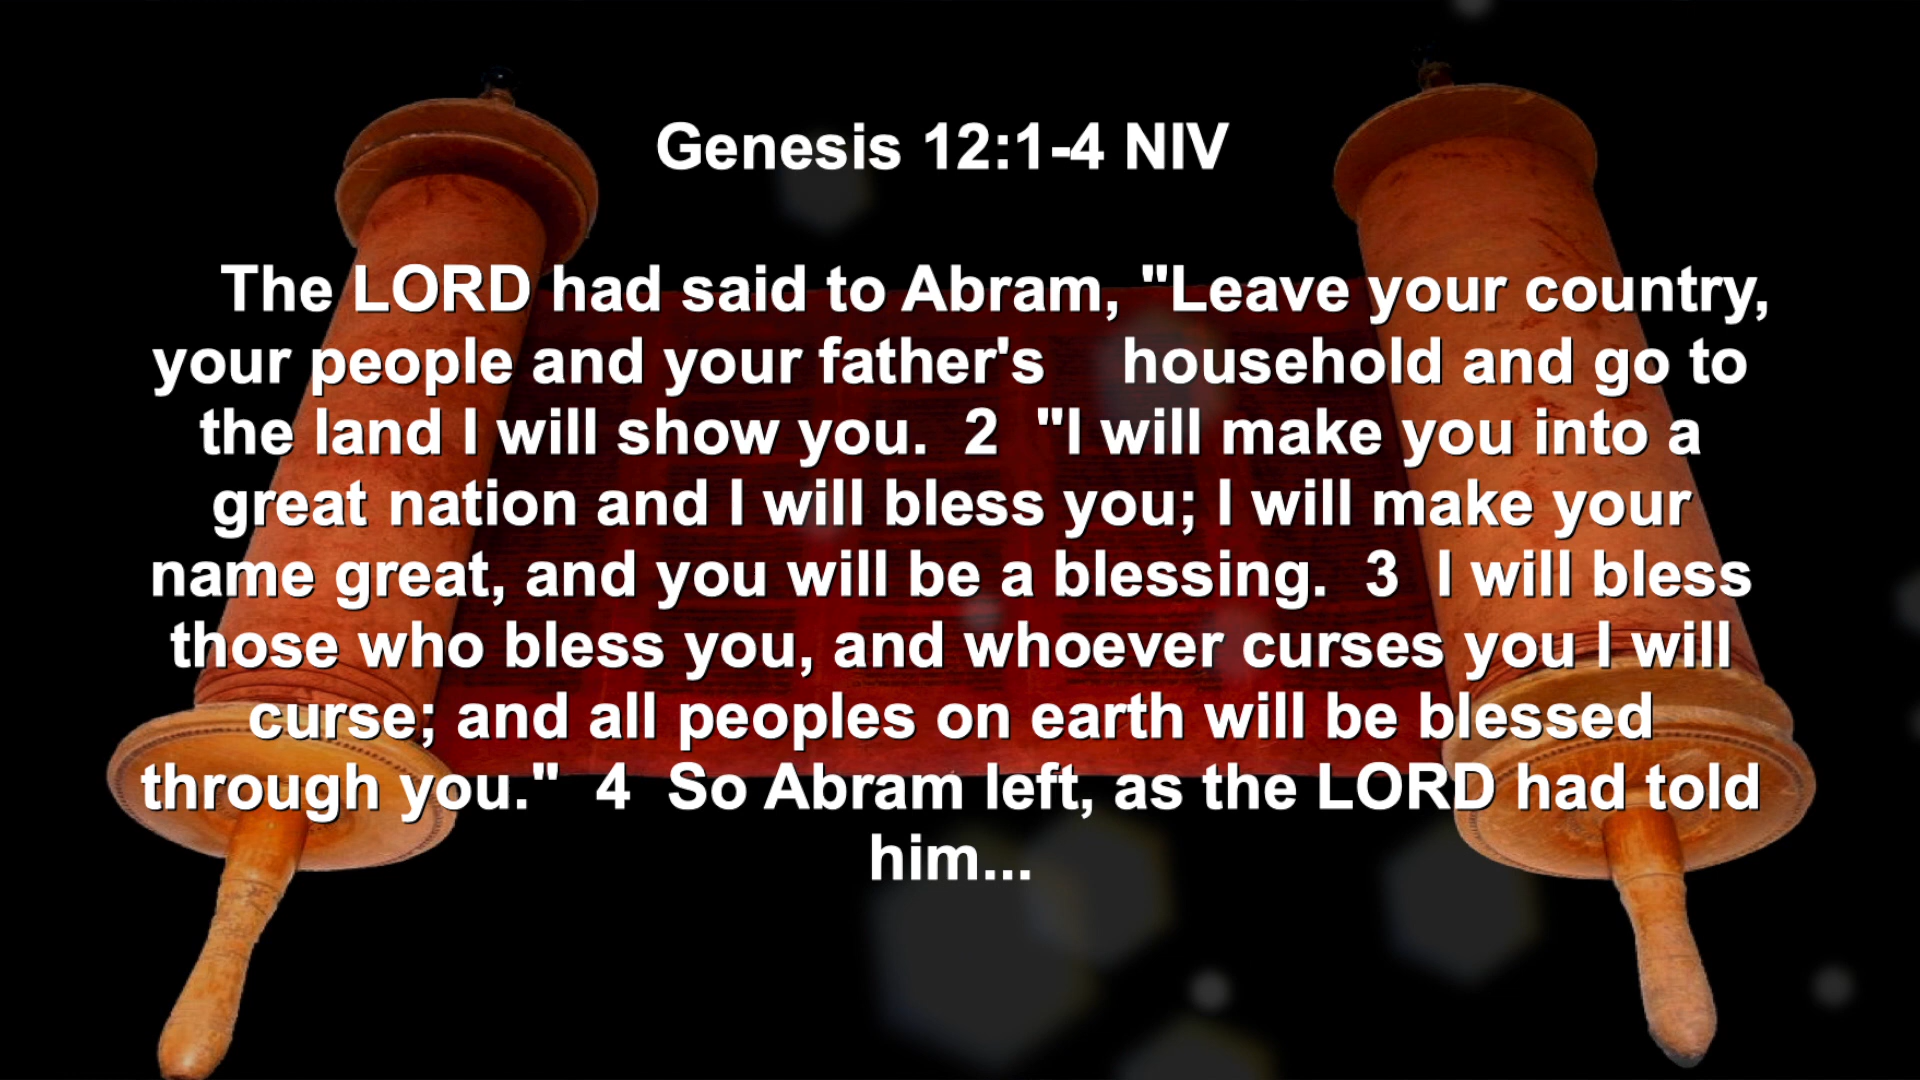 Genesis 12:1-4 NIV
The LORD had said to Abram, "Leave your country,
your people and your father's household and go to
the land I will show you. 2 "I will make you into a
great nation and I will bless you; I will make your
name great, and you will be a blessing. 3 I will bless
those who bless you, and whoever curses you I will
curse; and all peoples on earth will be blessed
through you." 4 So Abram left, as the LORD had told
him...